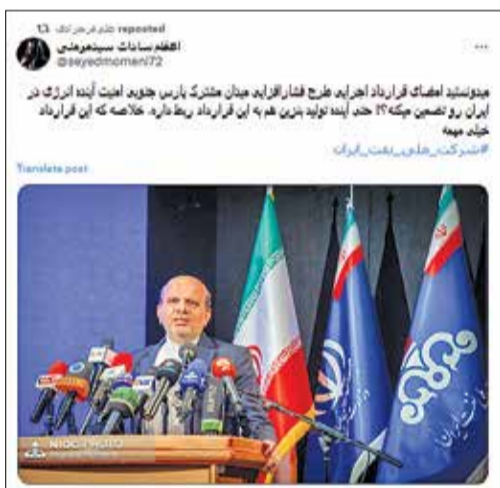 reposted
اعظم سادات سیدمومنی
@seyedmomeni72
میدونستید امضای قرارداد اجرایی طرح فشارافزایی میدان مشترک پارس جنوبی امنیت آینده انرژی در
ایران رو تضمین میکنه؟! حتی آینده تولید بنزین هم به این قرارداد ربط داره. خلاصه که این قرارداد
خیلی مهمه
#شرکت_ملی_نفت_ایران
Translate post
NIOC PHOTO